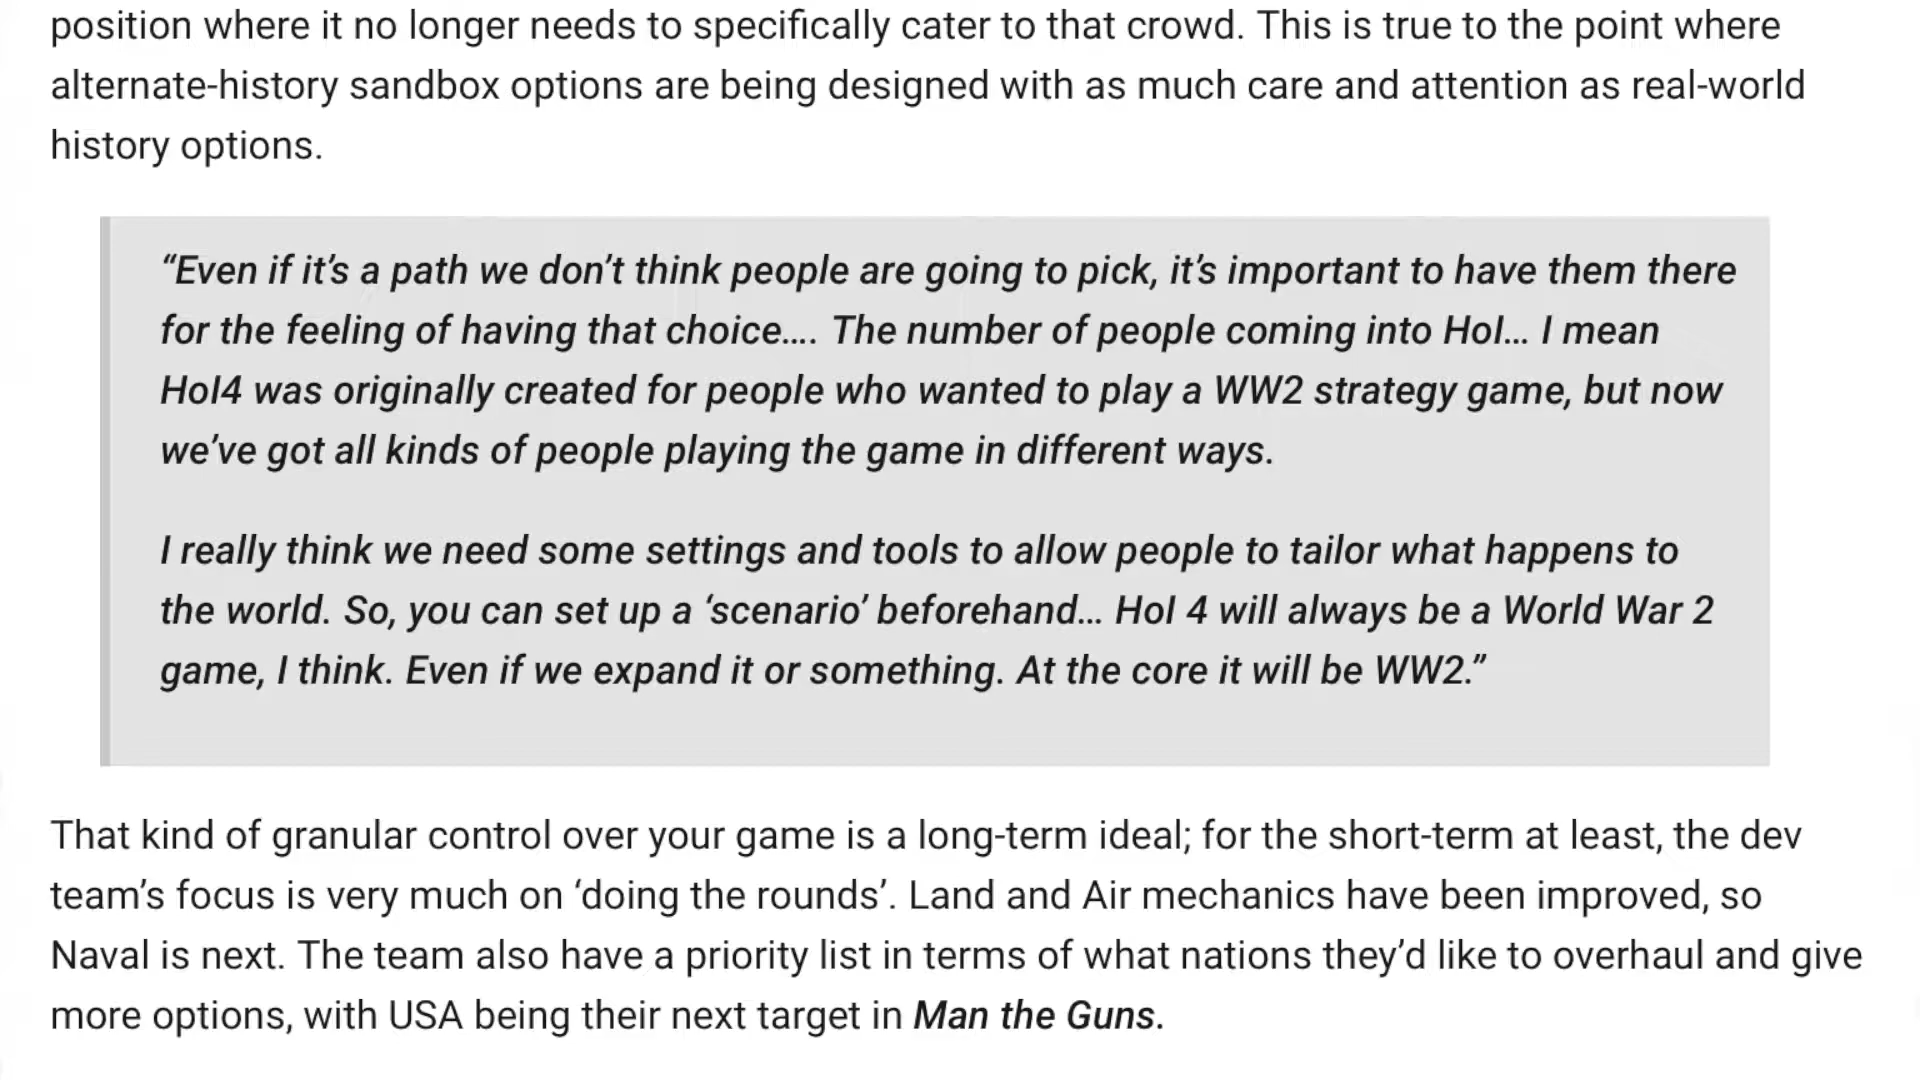 position where it no longer needs to specifically cater to that crowd. This is true to the point where
alternate-history sandbox options are being designed with as much care and attention as real-world
history options.
“Even if it’s a path we don’t think people are going to pick, it’s important to have them there
for the feeling of having that choice.... The number of people coming into HoI... I mean
HoI4 was originally created for people who wanted to play a WW2 strategy game, but now
we’ve got all kinds of people playing the game in different ways.
I really think we need some settings and tools to allow people to tailor what happens to
the world. So, you can set up a ‘scenario’ beforehand... HoI 4 will always be a World War 2
game, I think. Even if we expand it or something. At the core it will be WW2.”
That kind of granular control over your game is a long-term ideal; for the short-term at least, the dev
team’s focus is very much on ‘doing the rounds’. Land and Air mechanics have been improved, so
Naval is next. The team also have a priority list in terms of what nations they’d like to overhaul and give
more options, with USA being their next target in Man the Guns.